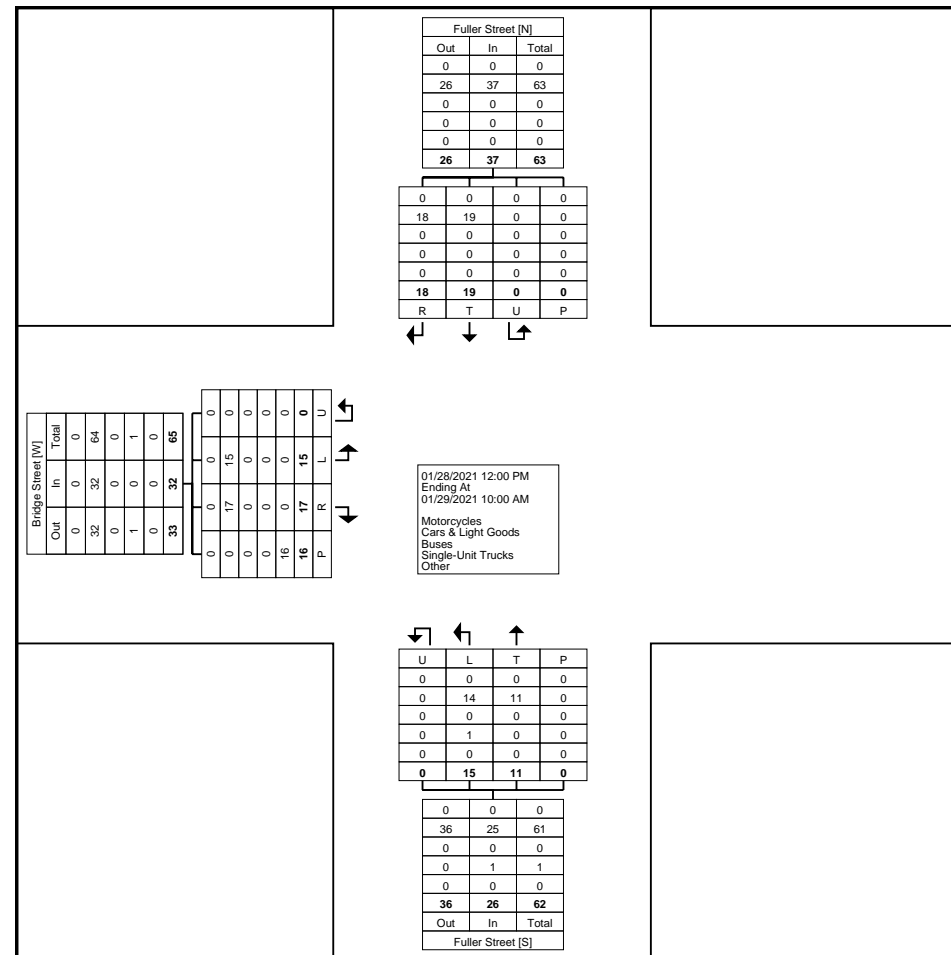 Fuller Street [N]
Out In Total
0 0 0
26 37 63
0 0 0
0 0 0
0 0 0
26 37 63
0 0 0 0
18 19 0 0
0 0 0 0
0 0 0 0
0 0 0 0
18 19 0 0
R T U P
Bridge Street [W]
Out In Total
0 0 0
32 32 64
0 0 0
1 0 1
0 0 0
33 32 65
0 0 0 0
0 17 15 0
0 0 0 0
0 0 0 0
16 0 0 0
16 17 15 0
P R L U
01/28/2021 12:00 PM
Ending At
01/29/2021 10:00 AM
Motorcycles
Cars & Light Goods
Buses
Single-Unit Trucks
Other
U L T P
0 0 0 0
0 14 11 0
0 0 0 0
0 1 0 0
0 0 0 0
0 15 11 0
0 0 0
36 25 61
0 0 0
0 1 1
0 0 0
36 26 62
Out In Total
Fuller Street [S]